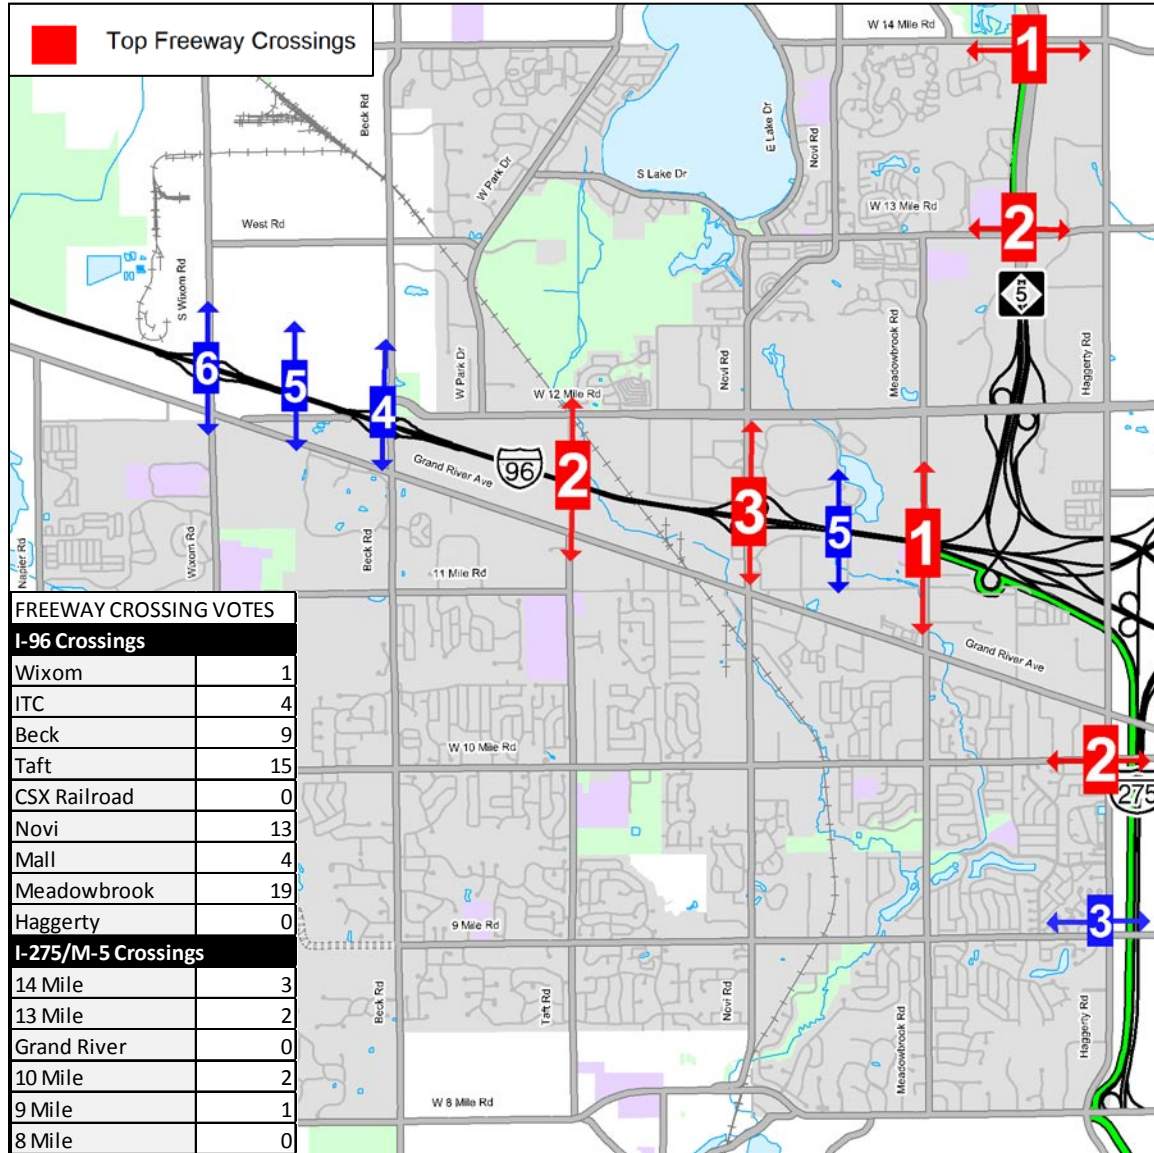 Top Freeway Crossings
W 14 Mile Rd
1
Beck Rd
E Lake Dr
Novi Rd
W Park Dr
S Lake Dr
W 13 Mile Rd
2
West Rd
S Wixom Rd
M
5
Meadowbrook Rd
Haggerty Rd
6
5
4
W Park Dr
Novi Rd
W 12 Mile Rd
Grand River Ave
96
2
3
5
1
Napier Rd
Wixom Rd
Beck Rd
11 Mile Rd
Grand River Ave
W 10 Mile Rd
2
275
9 Mile Rd
3
Beck Rd
Taft Rd
Novi Rd
Meadowbrook Rd
Haggerty Rd
W 8 Mile Rd
FREEWAY CROSSING VOTES
I-96 Crossings
Wixom 1
ITC 4
Beck 9
Taft 15
CSX Railroad 0
Novi 13
Mall 4
Meadowbrook 19
Haggerty 0
I-275/M-5 Crossings
14 Mile 3
13 Mile 2
Grand River 0
10 Mile 2
9 Mile 1
8 Mile 0